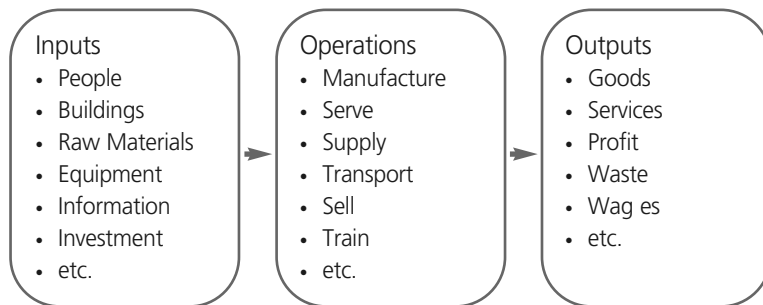 Inputs
• People
• Buildings
• Raw Materials
• Equipment
• Information
• Investment
• etc.
Operations
• Manufacture
• Serve
• Supply
• Transport
• Sell
• Train
• etc.
Outputs
• Goods
• Services
• Profit
• Waste
• Wag es
• etc.